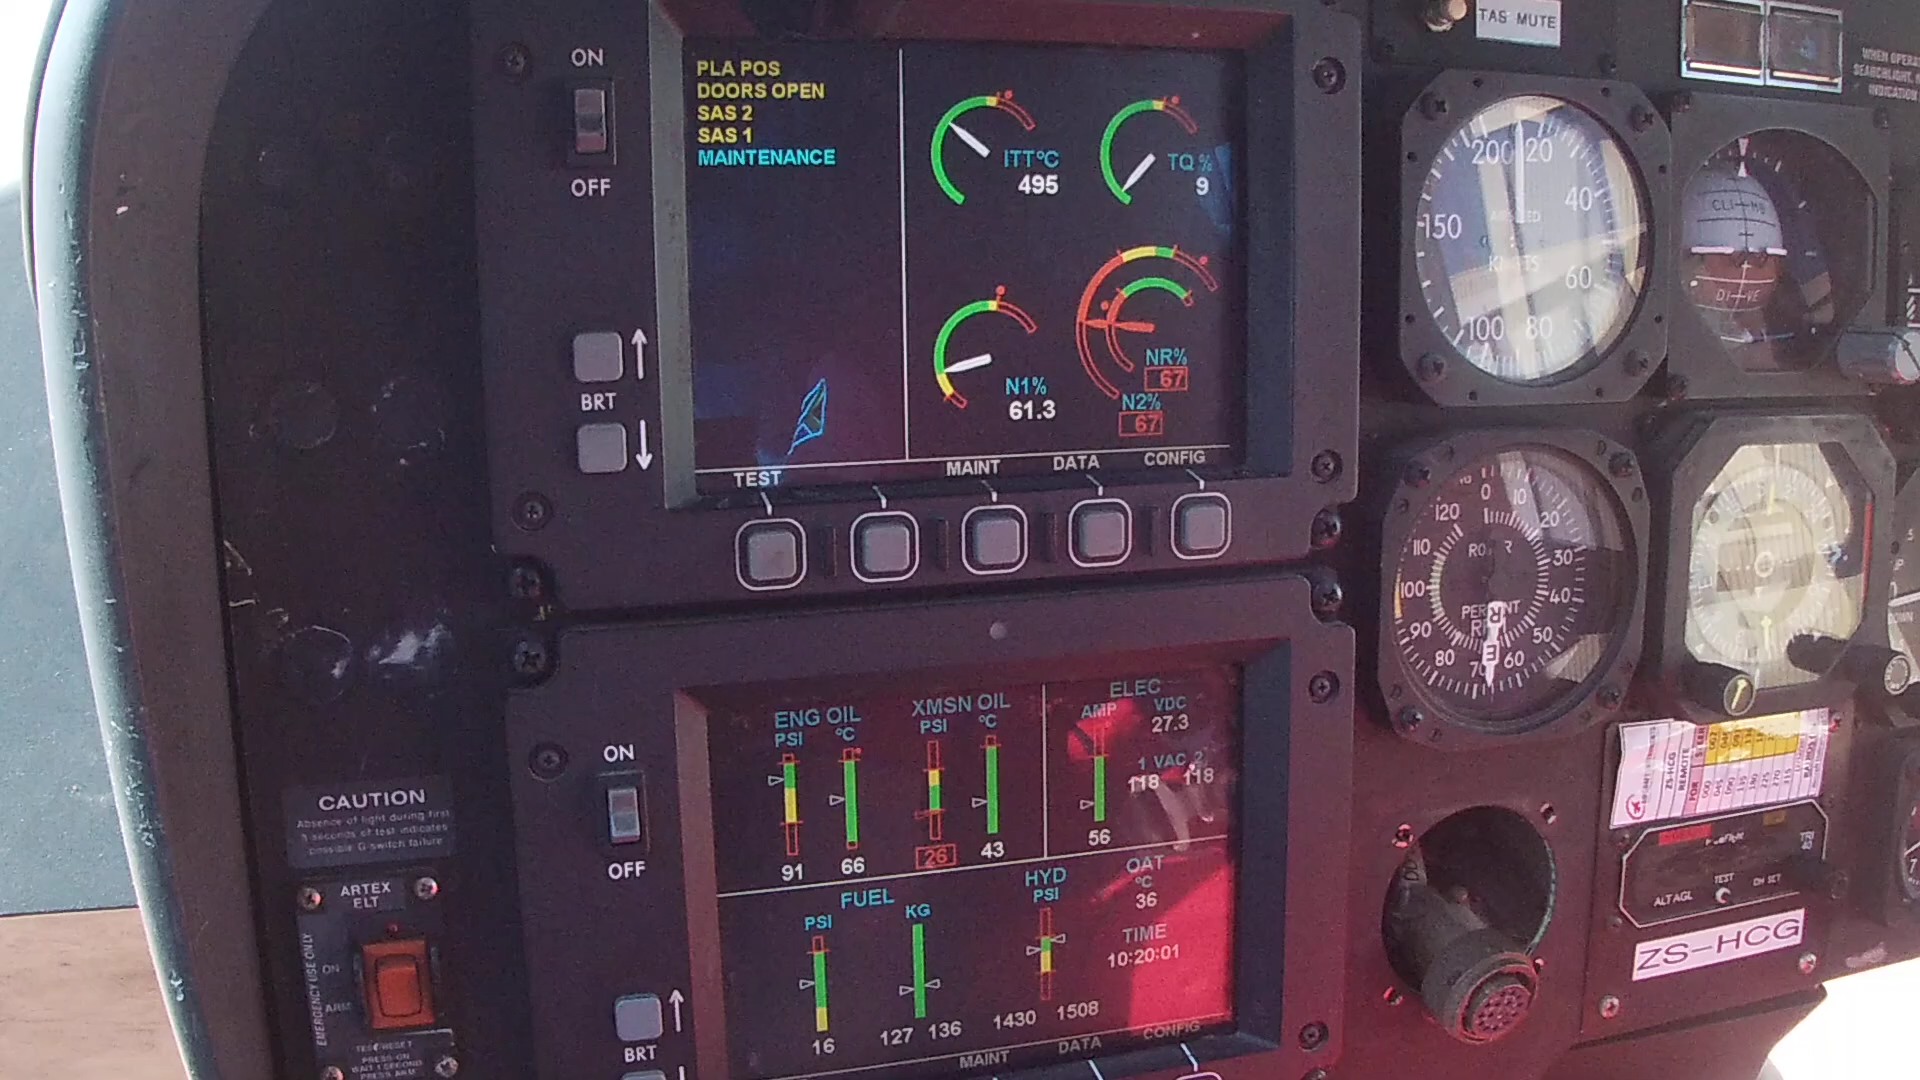 ON
OFF
BRT
PLA POS
DOORS OPEN
SAS 2
SAS 1
MAINTENANCE
ITT°C
495
TQ %
9
N1%
61.3
NR%
67
N2%
67
TEST
MAINT
DATA
CONFIG
TAS MUTE
WHEN OPERA
SEARCHLIGHT,
INDICATION
200 20
40
150
60
100 80
KNOTS
CLIMB
DIVE
0
10
20
30
40
50
60
70
80
90
100
110
120
PERCENT
ON
OFF
BRT
ENG OIL
PSI
°C
91
66
XMSN OIL
PSI
°C
26
43
ELEC
AMP
56
VDC
27.3
1 VAC 2
118 118
FUEL
PSI
KG
16
127 136
HYD
PSI
1430 1508
OAT
°C
36
TIME
10:20:01
MAINT
DATA
CONFIG
CAUTION
Absence of light during first
3 seconds of test indicates
possible G-switch failure
ARTEX
ELT
EMERGENCY USE ONLY
ON
ARM
PRESS-ON
WAIT 1 SECOND
PRESS ARM
ZS-HCG
REMOTE
FOR
ALT AGL
TEST
DH SET
TRI
ZS-HCG